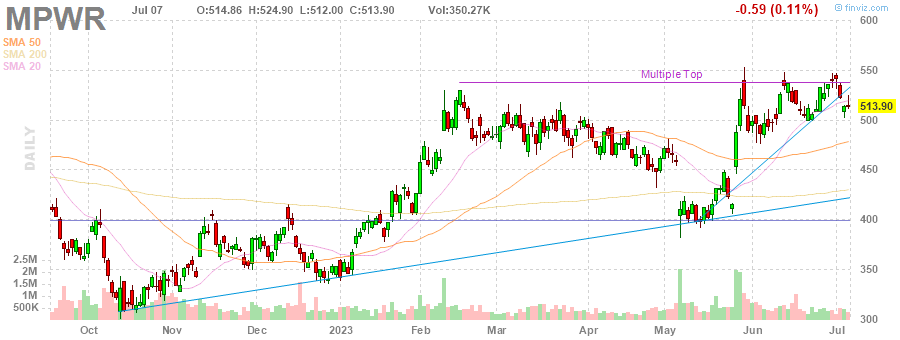 MPWR Jul 07 O:514.86 H:524.90 L:512.00 C:513.90 Vol:350.27K -0.59 (0.11%) © finviz.com
SMA 50
SMA 200
SMA 20
DAILY
Multiple Top
600
550
513.90
500
450
400
350
300
2.5M
2M
1.5M
1M
500K
Oct Nov Dec 2023 Feb Mar Apr May Jun Jul